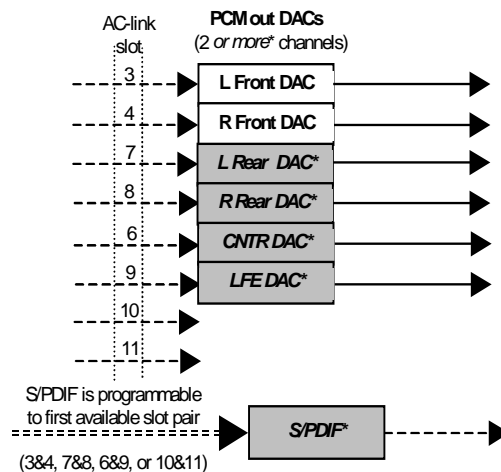 AC-link PCM out DACs
slot (2 or more* channels)
3 L Front DAC
4 R Front DAC
7 L Rear DAC*
8 R Rear DAC*
6 CNTR DAC*
9 LFE DAC*
10
11
S/PDIF is programmable
to first available slot pair
S/PDIF*
(3&4, 7&8, 6&9, or 10&11)